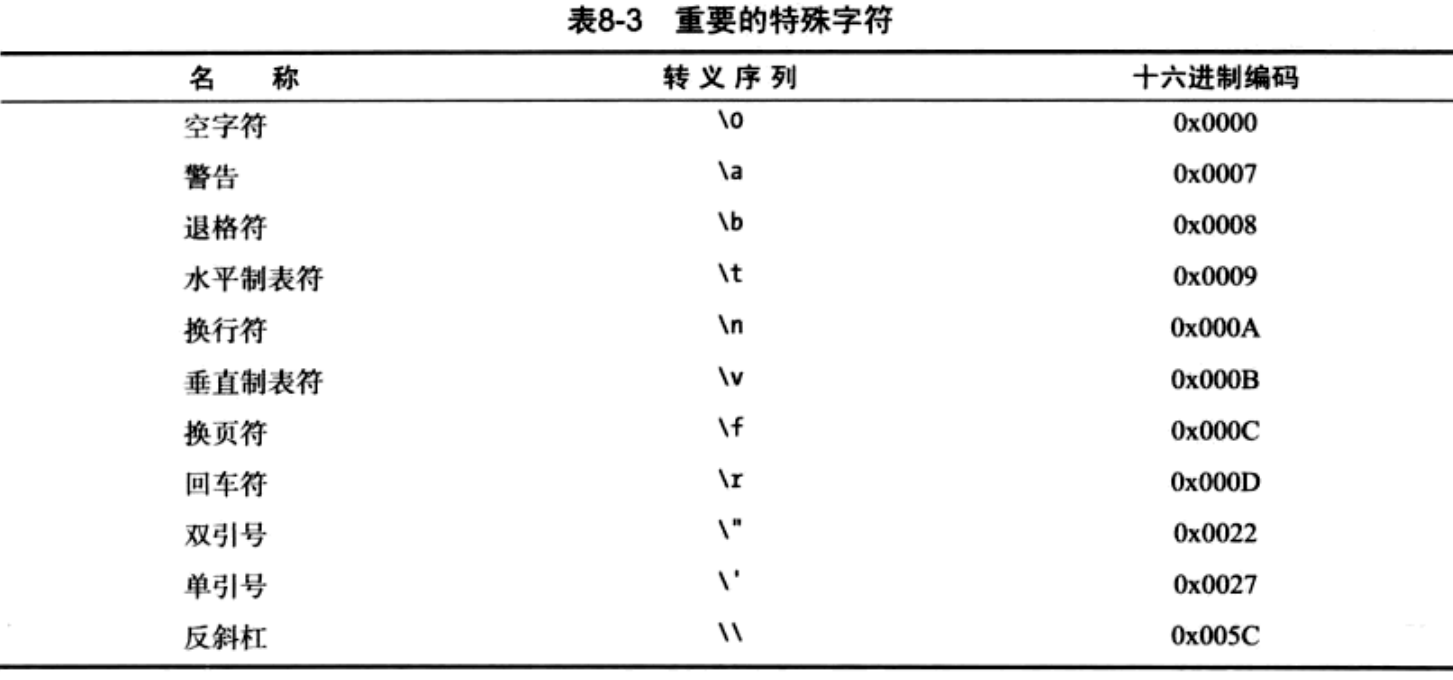 表8-3 重要的特殊字符
名 称 转义序列 十六进制编码
空字符 \o 0x0000
警告 \a 0x0007
退格符 \b 0x0008
水平制表符 \t 0x0009
换行符 \n 0x000A
垂直制表符 \v 0x000B
换页符 \f 0x000C
回车符 \r 0x000D
双引号 \" 0x0022
单引号 \' 0x0027
反斜杠 \\ 0x005C